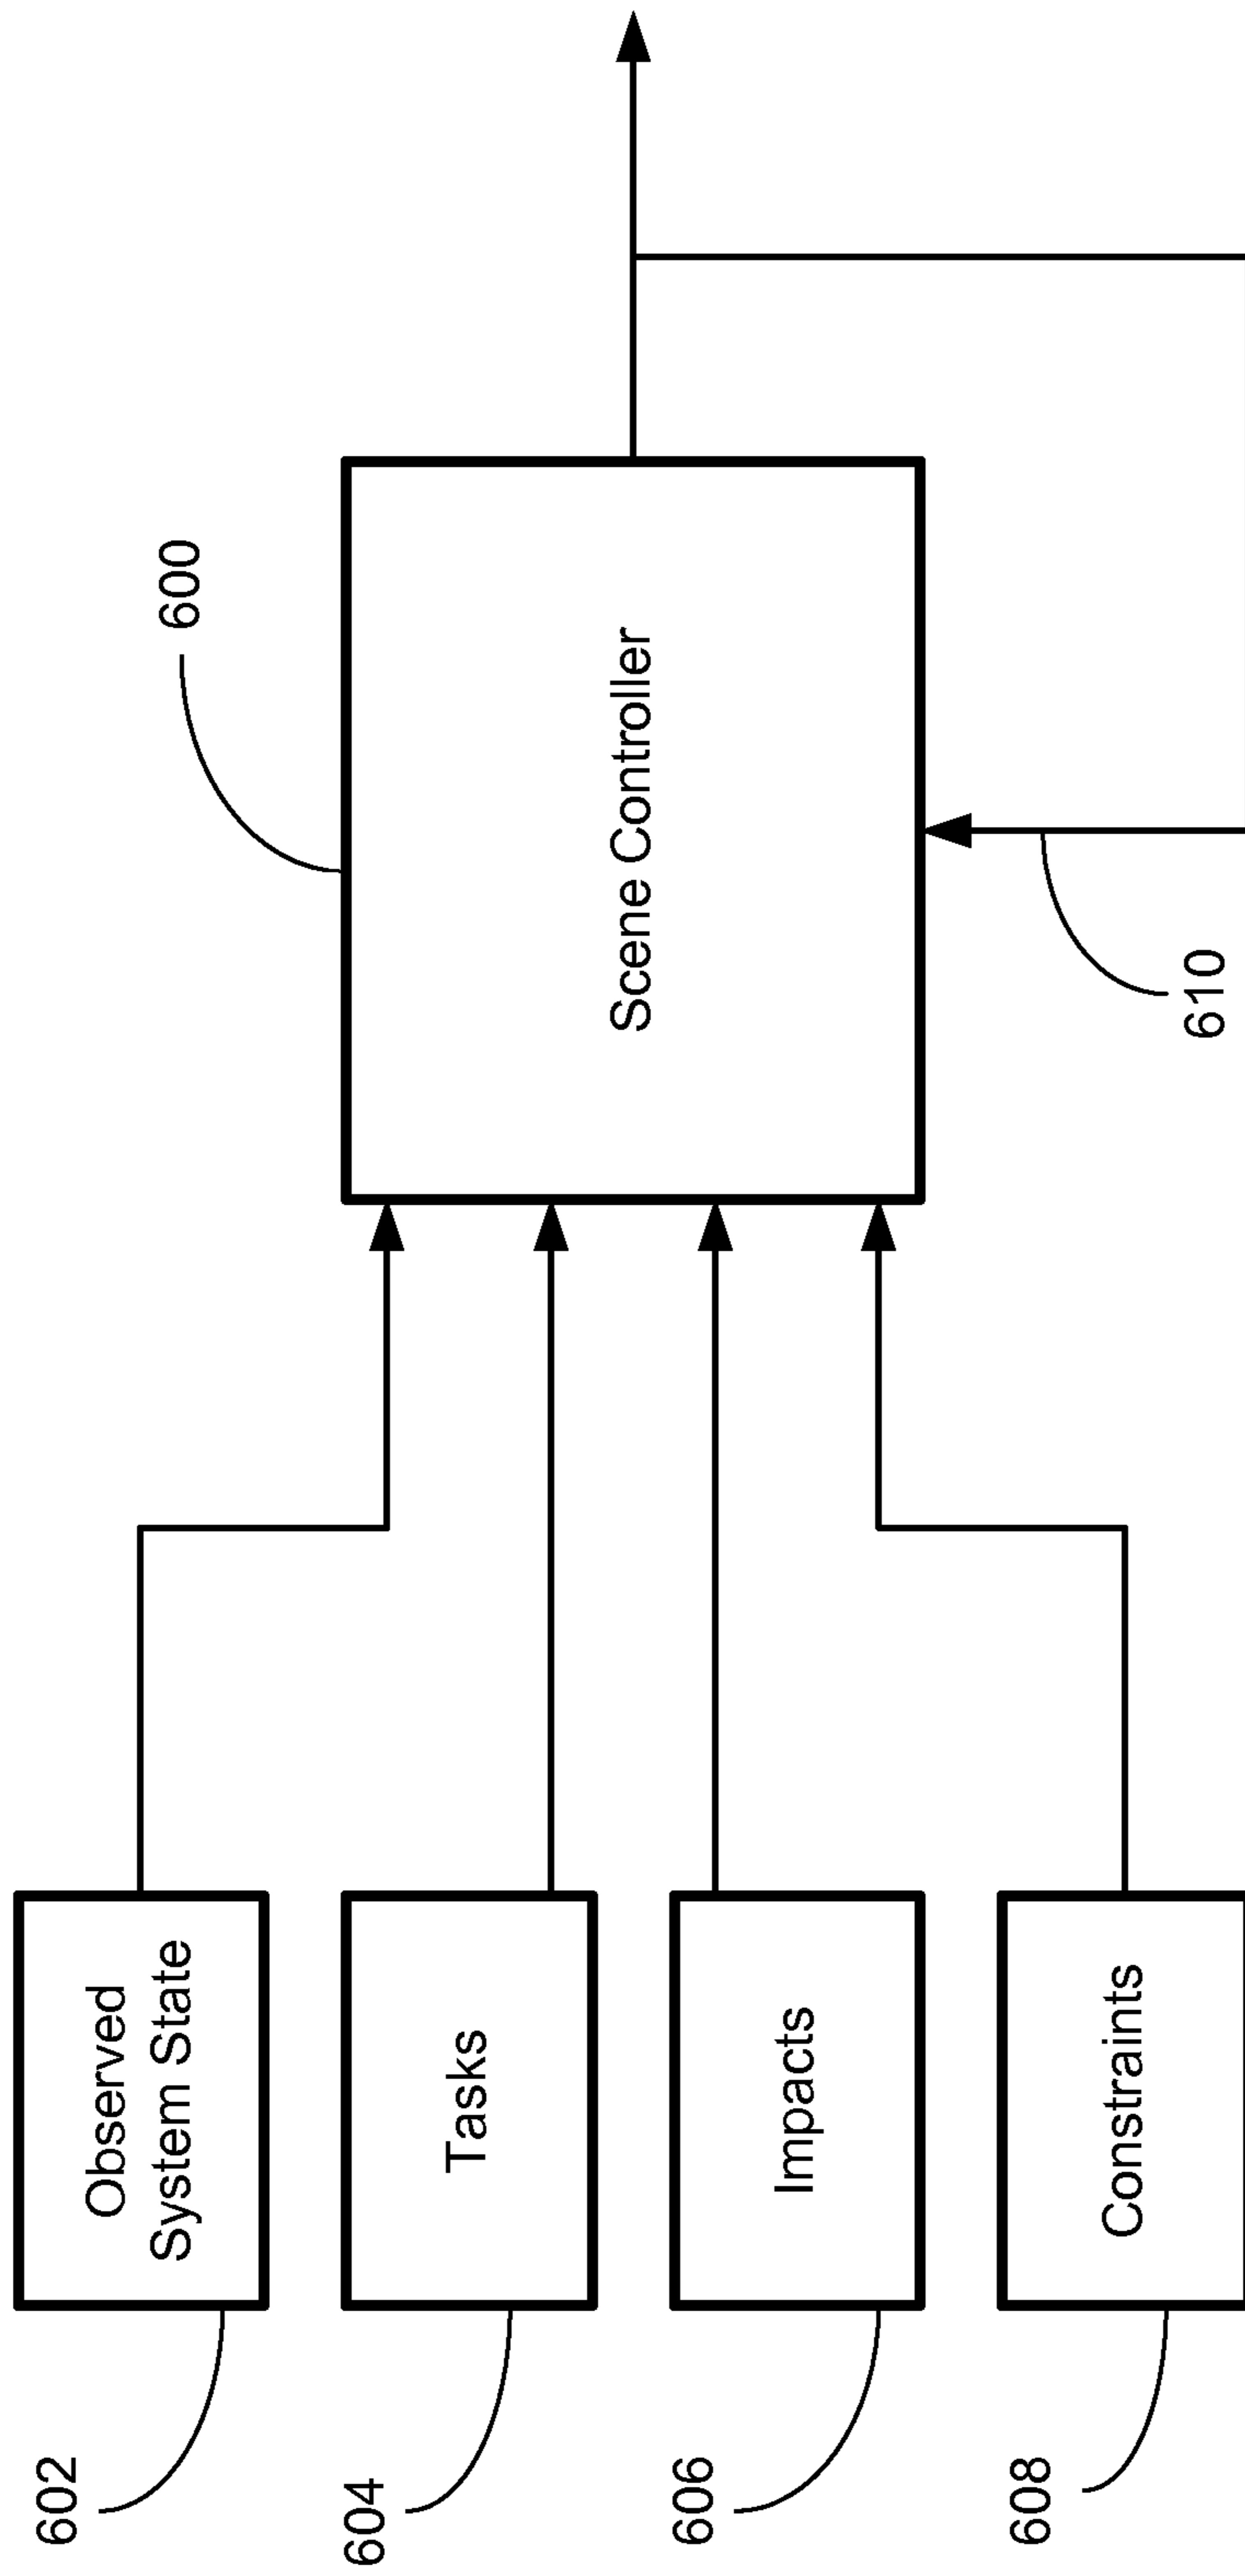 602
Observed
System State
604
Tasks
606
Impacts
608
Constraints
600
Scene Controller
610